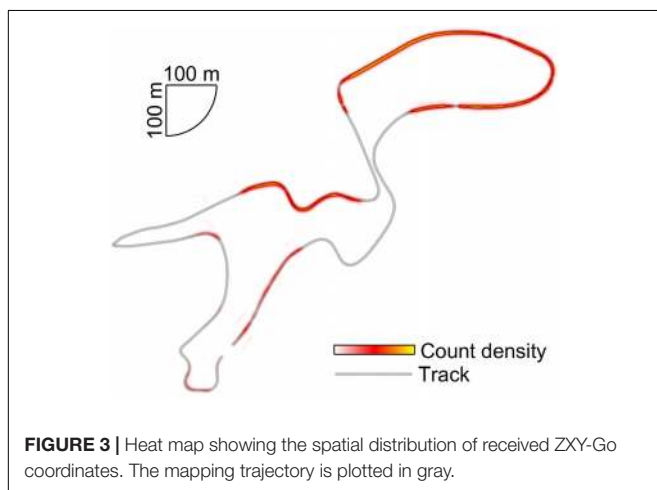 100 m
100 m
Count density
Track
FIGURE 3 | Heat map showing the spatial distribution of received ZXY-Go
coordinates. The mapping trajectory is plotted in gray.